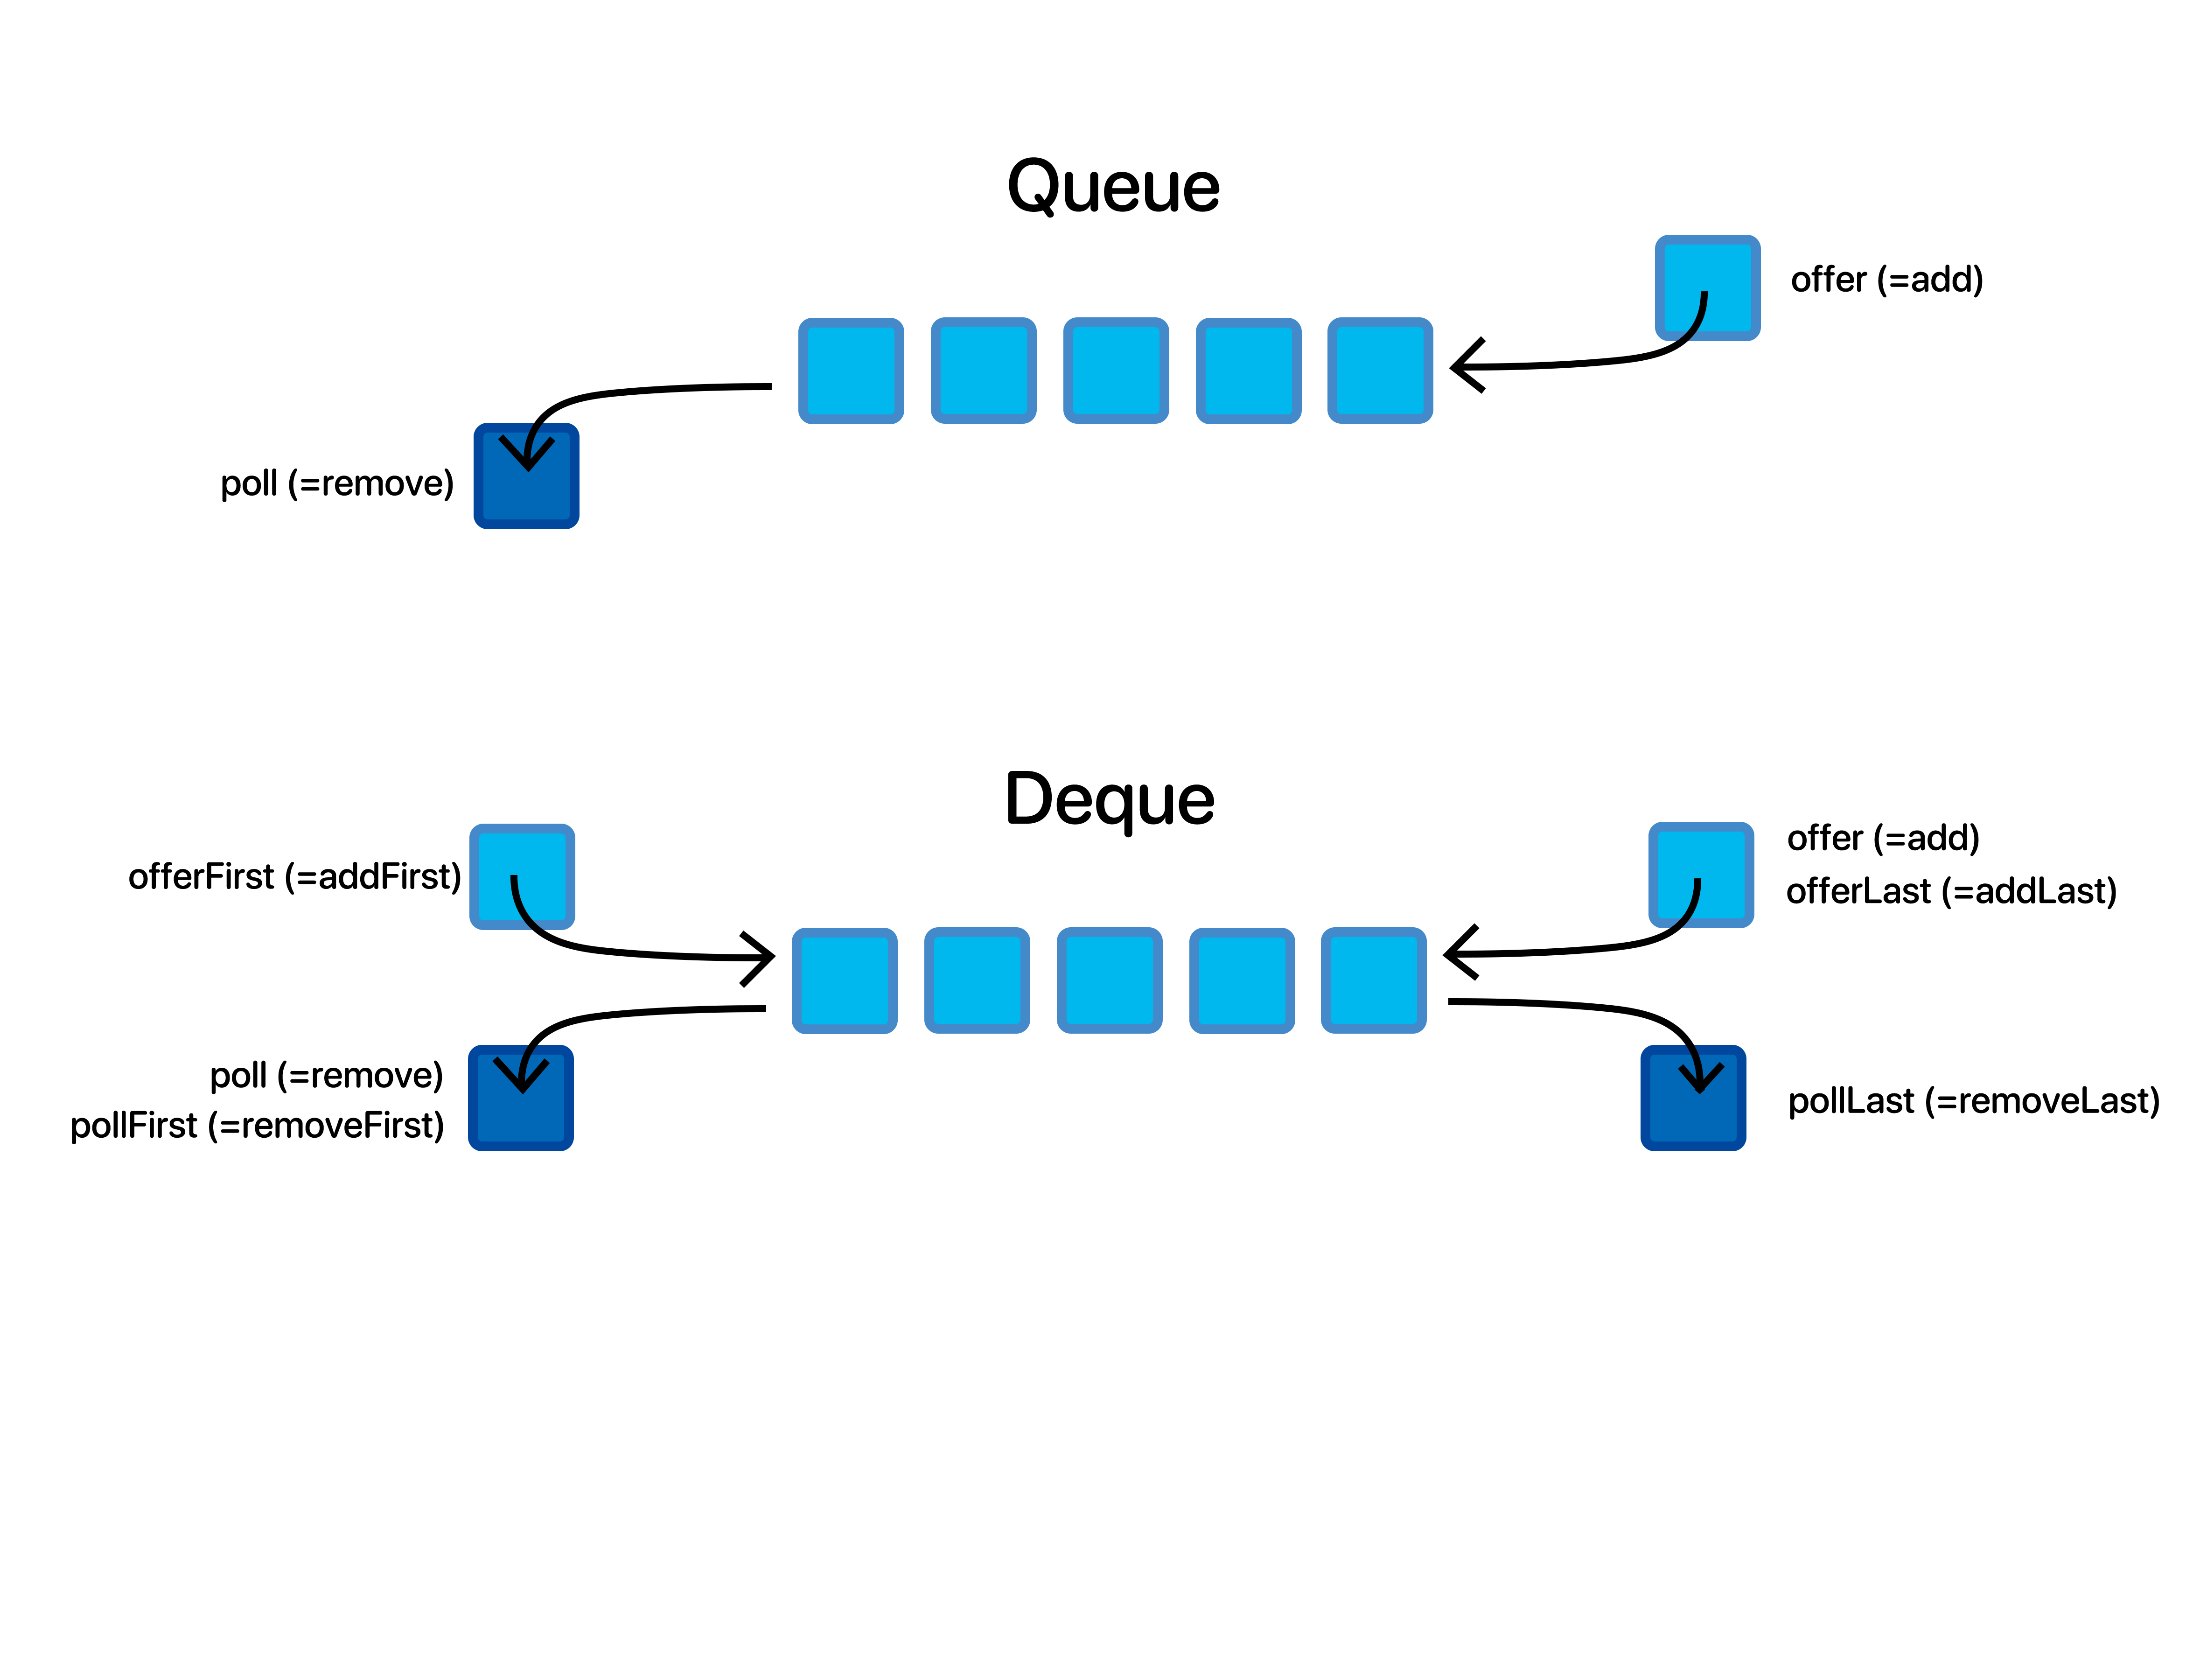 Queue
offer (=add)
poll (=remove)
Deque
offerFirst (=addFirst)
offer (=add)
offerLast (=addLast)
poll (=remove)
pollFirst (=removeFirst)
pollLast (=removeLast)